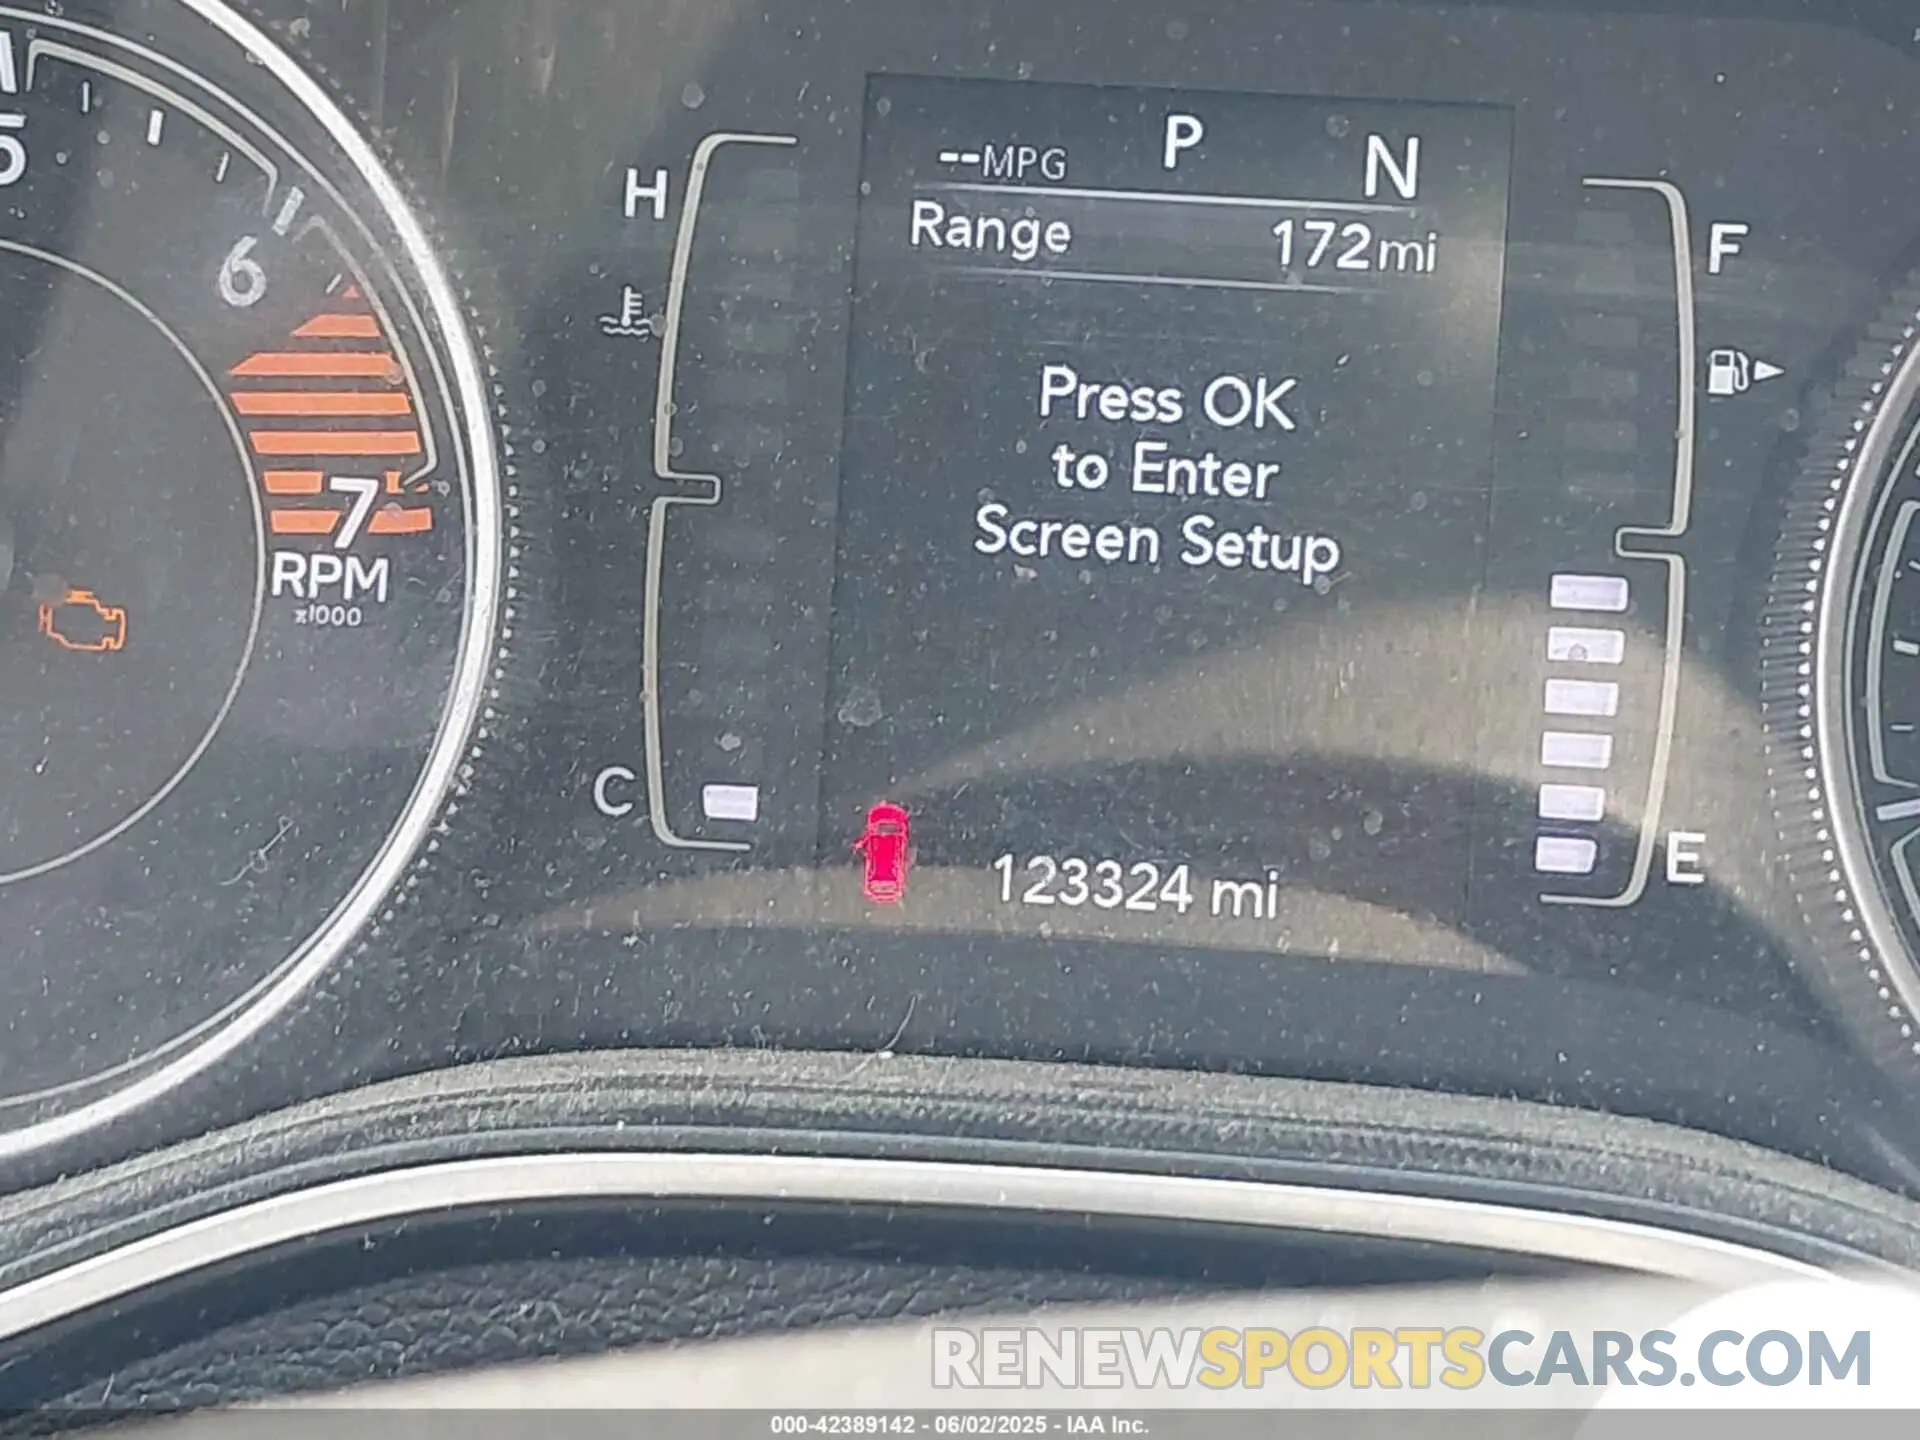 5
6
7
RPM
x1000
H
C
--MPG
P
N
Range 172mi
Press OK
to Enter
Screen Setup
123324 mi
F
E
RENEWSPORTSCARS.COM
000-42389142 - 06/02/2025 - IAA Inc.